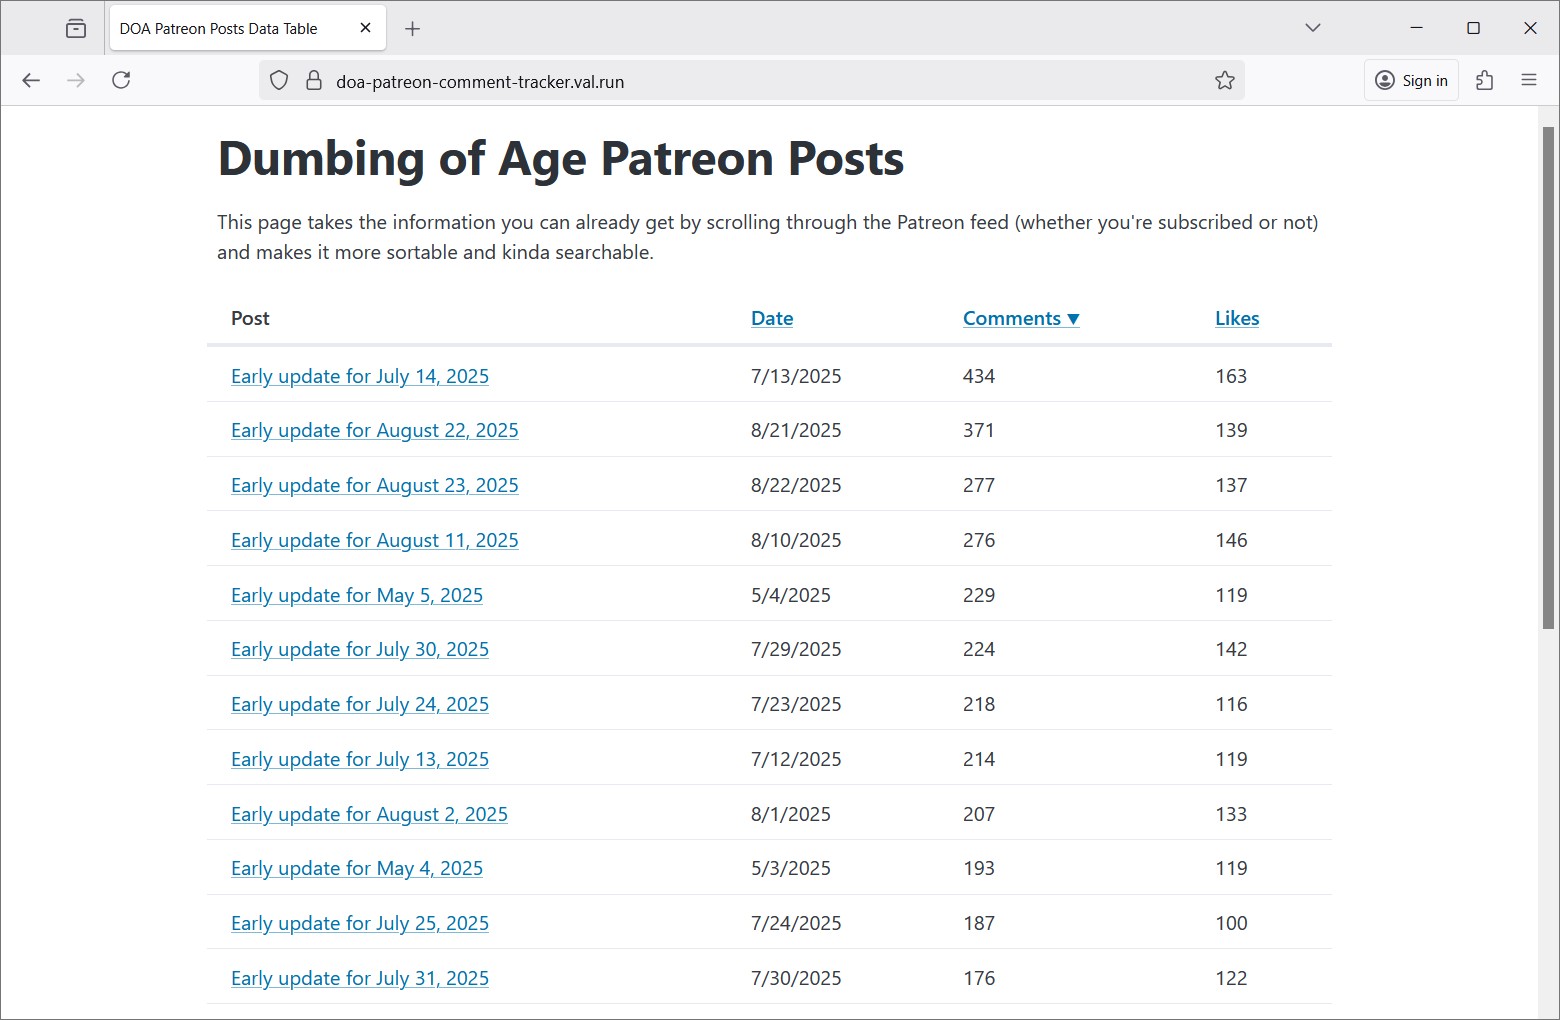 DOA Patreon Posts Data Table
doa-patreon-comment-tracker.val.run
Sign in
Dumbing of Age Patreon Posts
This page takes the information you can already get by scrolling through the Patreon feed (whether you're subscribed or not)
and makes it more sortable and kinda searchable.
Post Date Comments ▼ Likes
Early update for July 14, 2025 7/13/2025 434 163
Early update for August 22, 2025 8/21/2025 371 139
Early update for August 23, 2025 8/22/2025 277 137
Early update for August 11, 2025 8/10/2025 276 146
Early update for May 5, 2025 5/4/2025 229 119
Early update for July 30, 2025 7/29/2025 224 142
Early update for July 24, 2025 7/23/2025 218 116
Early update for July 13, 2025 7/12/2025 214 119
Early update for August 2, 2025 8/1/2025 207 133
Early update for May 4, 2025 5/3/2025 193 119
Early update for July 25, 2025 7/24/2025 187 100
Early update for July 31, 2025 7/30/2025 176 122